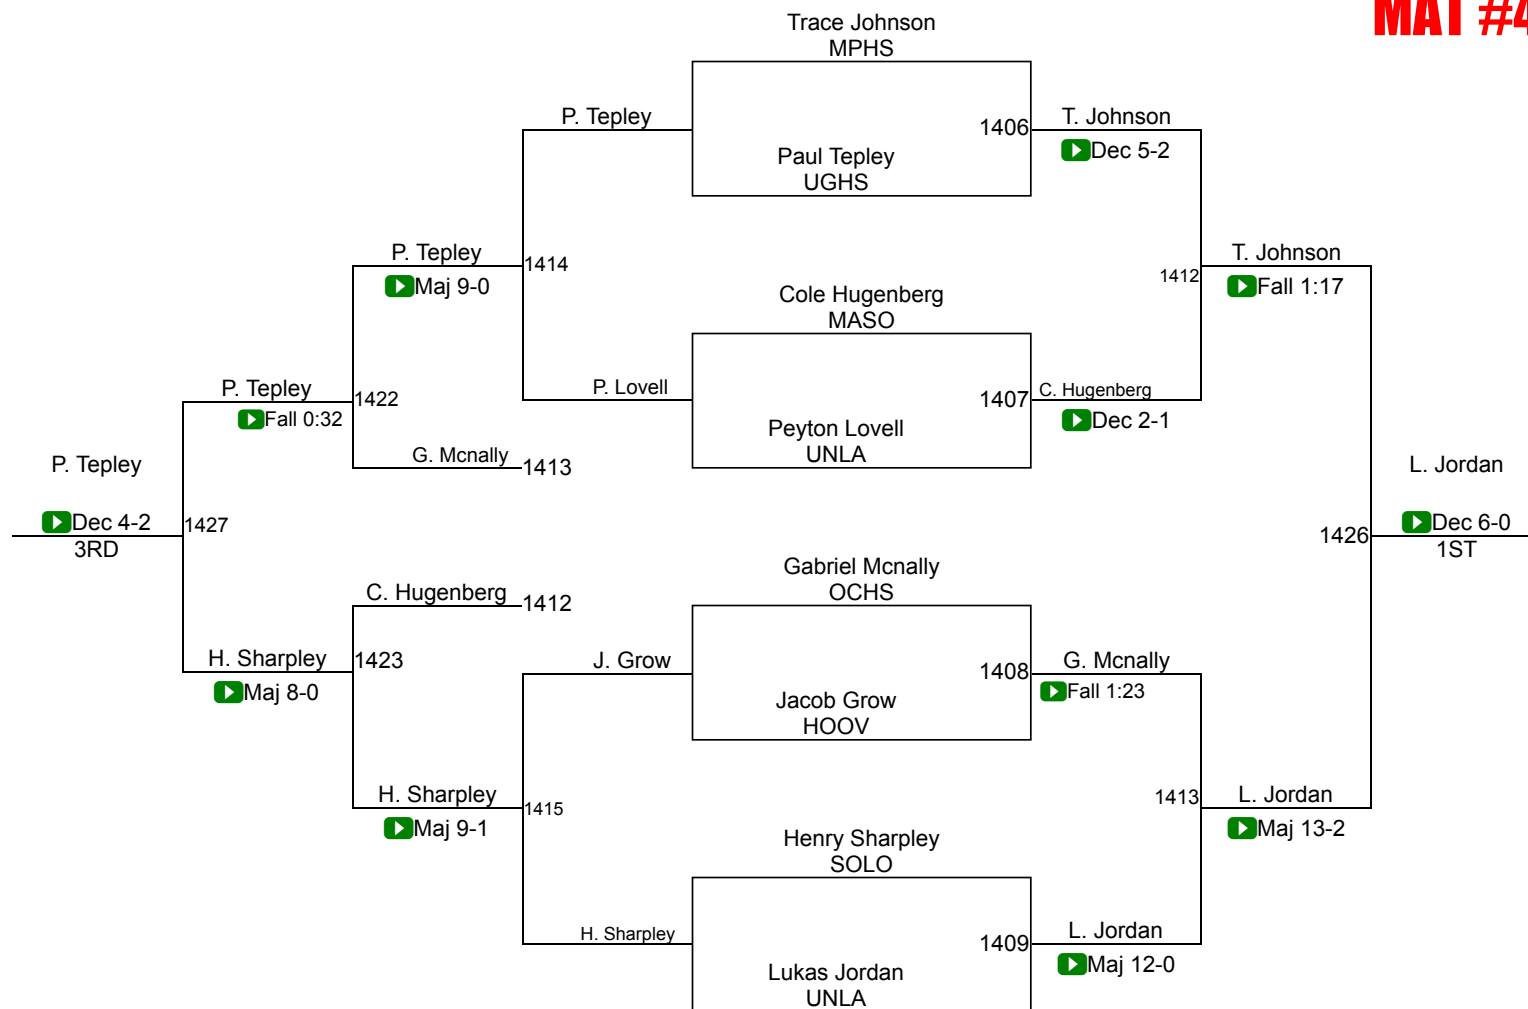 MAT #4
Trace Johnson
MPHS
P. Tepley
1406
T. Johnson
Dec 5-2
Paul Tepley
UGHS
P. Tepley
1414
Maj 9-0
T. Johnson
1412
Fall 1:17
Cole Hugenberg
MASO
P. Tepley
1422
Fall 0:32
P. Lovell
1407
C. Hugenberg
Dec 2-1
Peyton Lovell
UNLA
G. Mcnally
1413
P. Tepley
Dec 4-2
1427
3RD
L. Jordan
1426
Dec 6-0
1ST
Gabriel Mcnally
OCHS
C. Hugenberg
1412
H. Sharpley
1423
Maj 8-0
J. Grow
1408
G. Mcnally
Fall 1:23
Jacob Grow
HOOV
H. Sharpley
1415
Maj 9-1
1413
L. Jordan
Maj 13-2
Henry Sharpley
SOLO
H. Sharpley
1409
L. Jordan
Maj 12-0
Lukas Jordan
UNLA